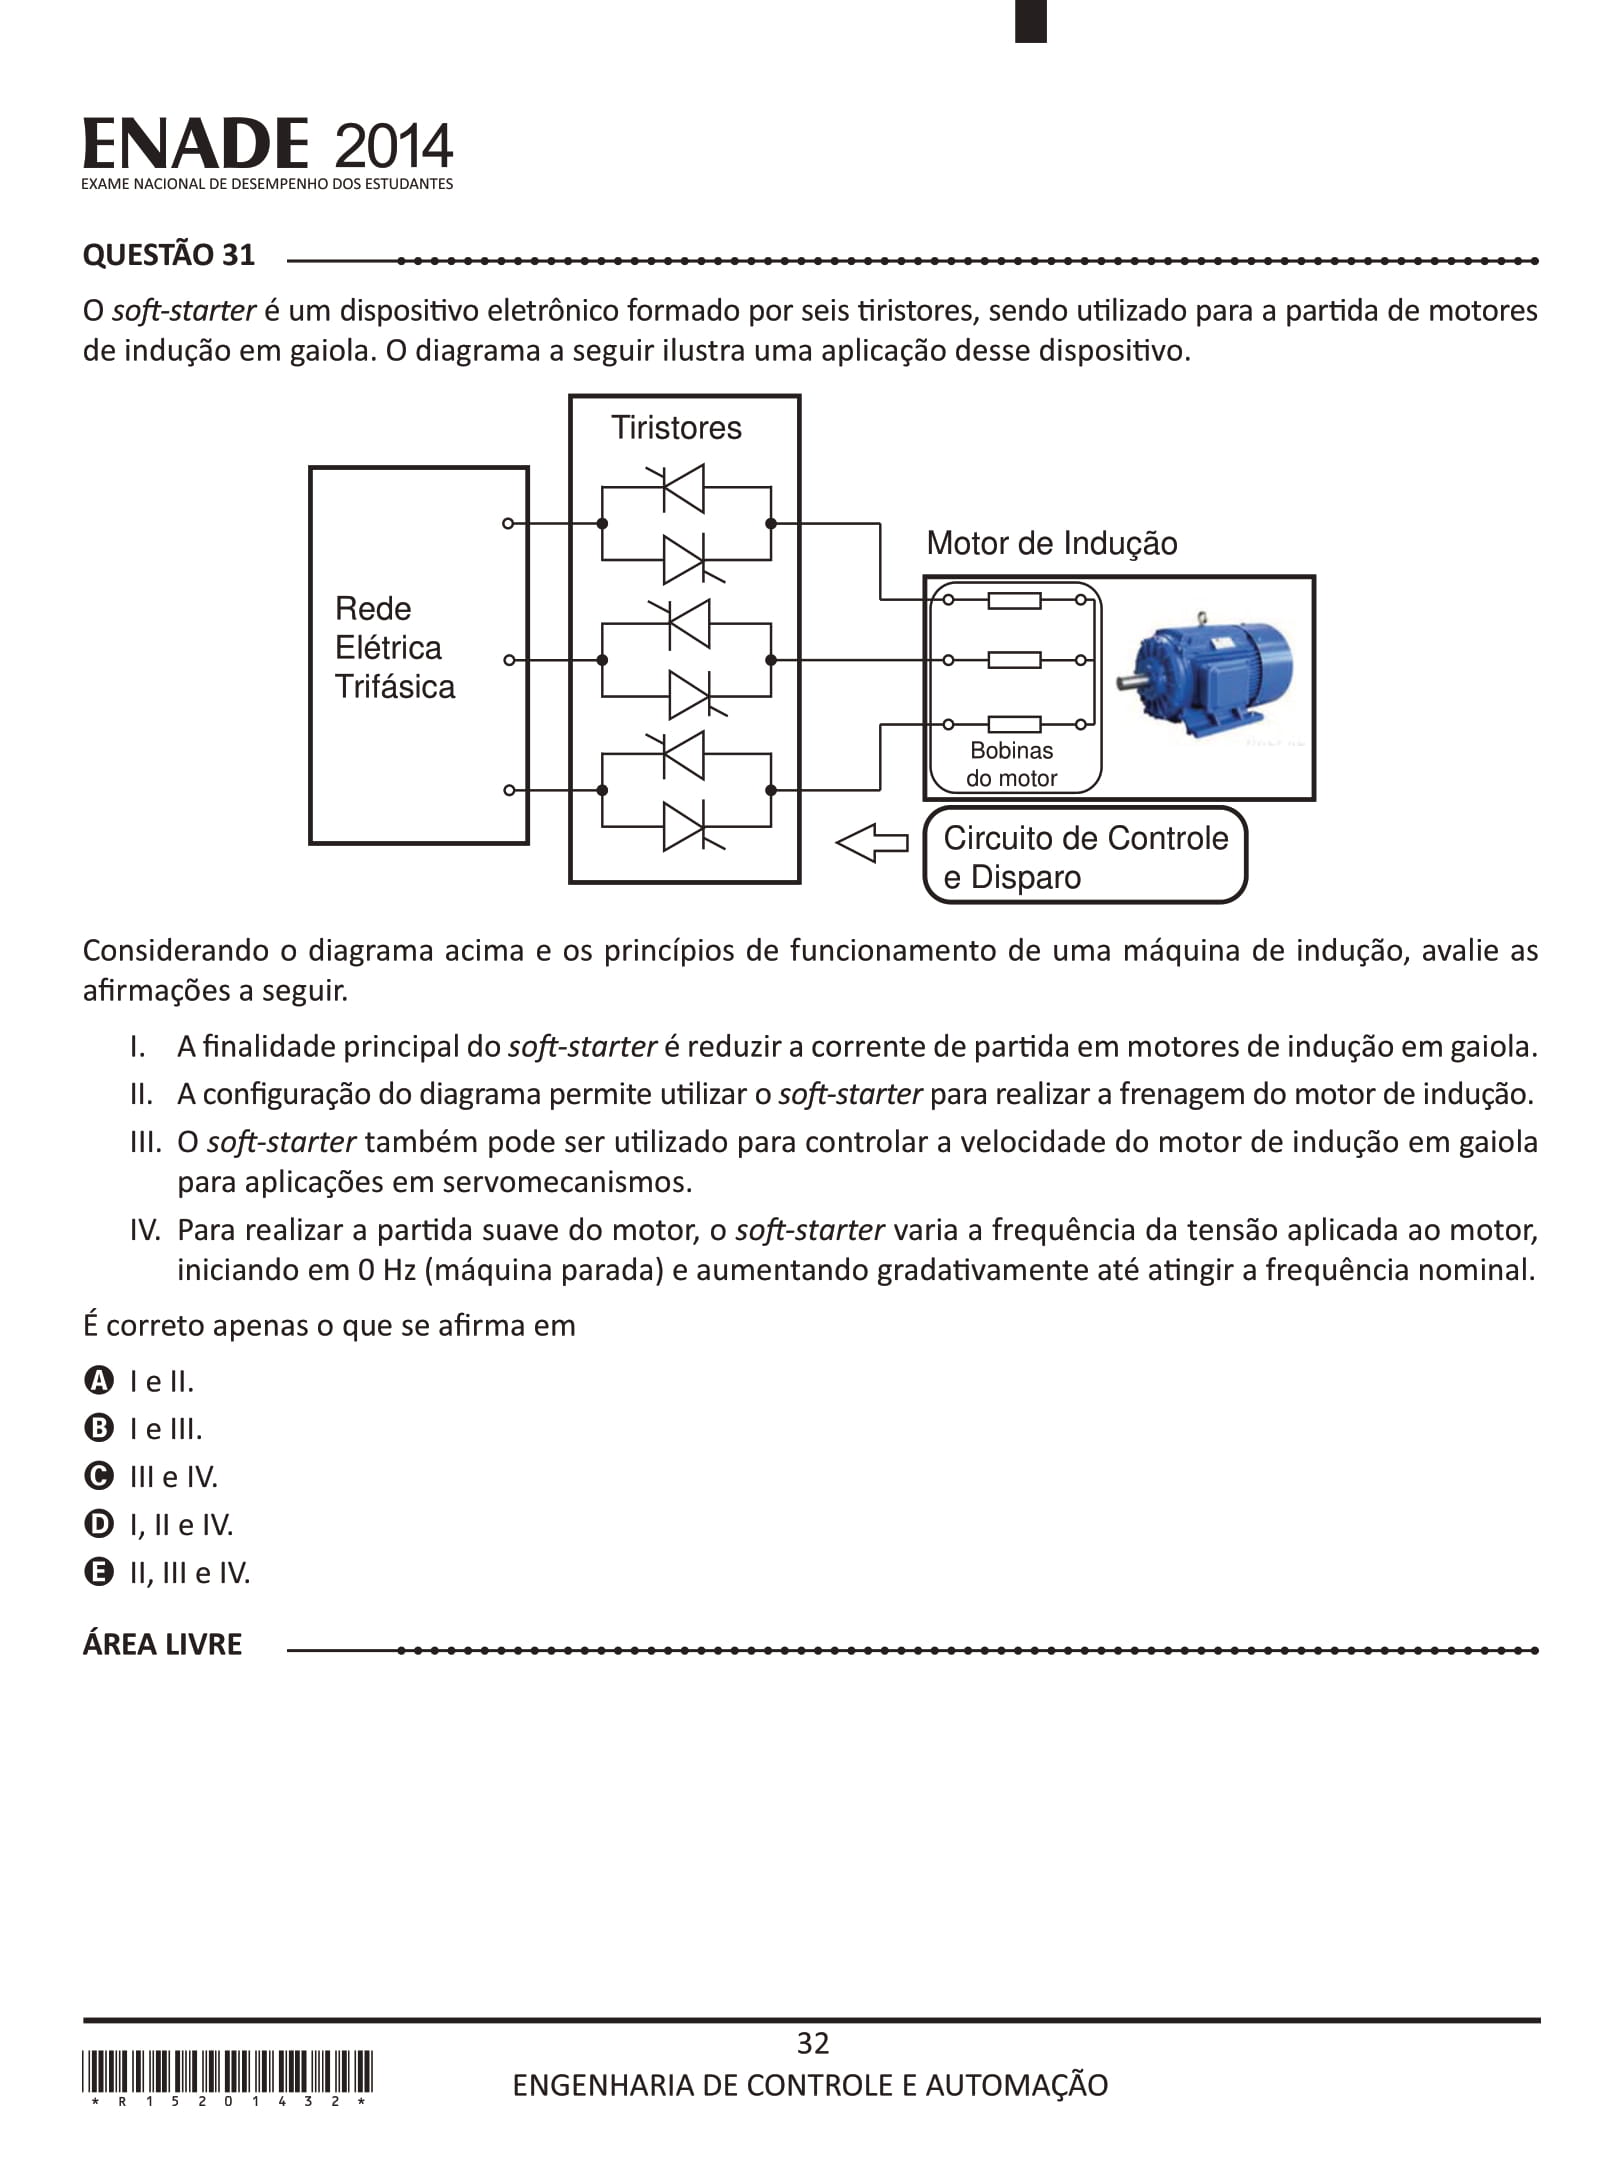 ENADE 2014
EXAME NACIONAL DE DESEMPENHO DOS ESTUDANTES
QUESTÃO 31
O soft-starter é um dispositivo eletrônico formado por seis tiristores, sendo utilizado para a partida de motores
de indução em gaiola. O diagrama a seguir ilustra uma aplicação desse dispositivo.
Tiristores
Motor de Indução
Rede
Elétrica
Trifásica
Bobinas
do motor
Circuito de Controle
e Disparo
Considerando o diagrama acima e os princípios de funcionamento de uma máquina de indução, avalie as
afirmações a seguir.
I. A finalidade principal do soft-starter é reduzir a corrente de partida em motores de indução em gaiola.
II. A configuração do diagrama permite utilizar o soft-starter para realizar a frenagem do motor de indução.
III. O soft-starter também pode ser utilizado para controlar a velocidade do motor de indução em gaiola
para aplicações em servomecanismos.
IV. Para realizar a partida suave do motor, o soft-starter varia a frequência da tensão aplicada ao motor,
iniciando em 0 Hz (máquina parada) e aumentando gradativamente até atingir a frequência nominal.
É correto apenas o que se afirma em
A I e II.
B I e III.
C III e IV.
D I, II e IV.
E II, III e IV.
ÁREA LIVRE
32
ENGENHARIA DE CONTROLE E AUTOMAÇÃO
* R 1 5 2 0 1 4 3 2 *